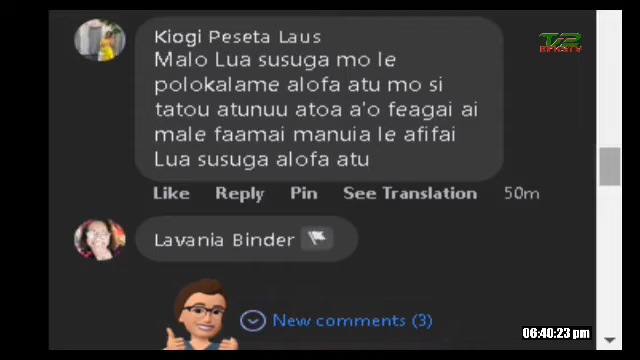 Kiogi Peseta Laus
Malo Lua susuga mo le
polokalame alofa atu mo si
tatou atunuu atoa a'o feagai ai
male faamai manuia le afifai
Lua susuga alofa atu
Like Reply Pin See Translation 50m
Lavania Binder
New comments (3)
06:40:23 pm